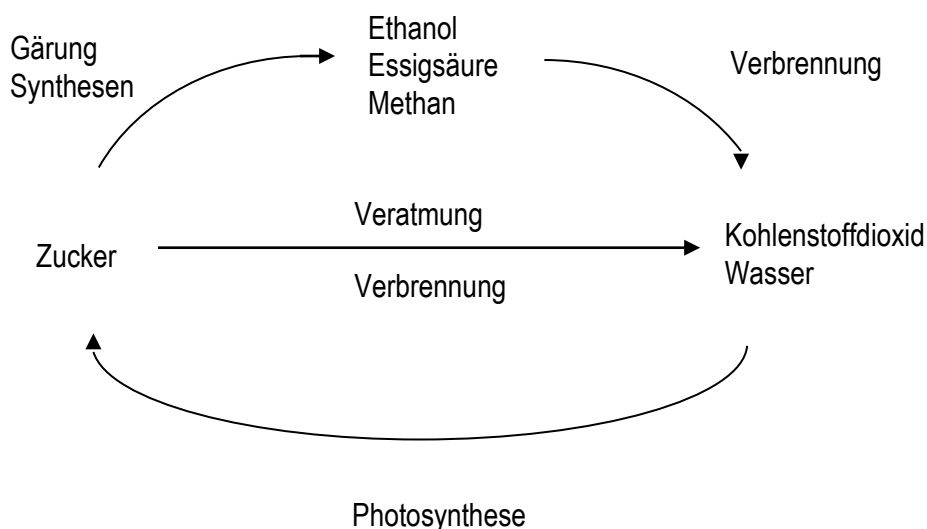 Gärung
Synthesen
Ethanol
Essigsäure
Methan
Verbrennung
Zucker
Veratmung
Verbrennung
Kohlenstoffdioxid
Wasser
Photosynthese